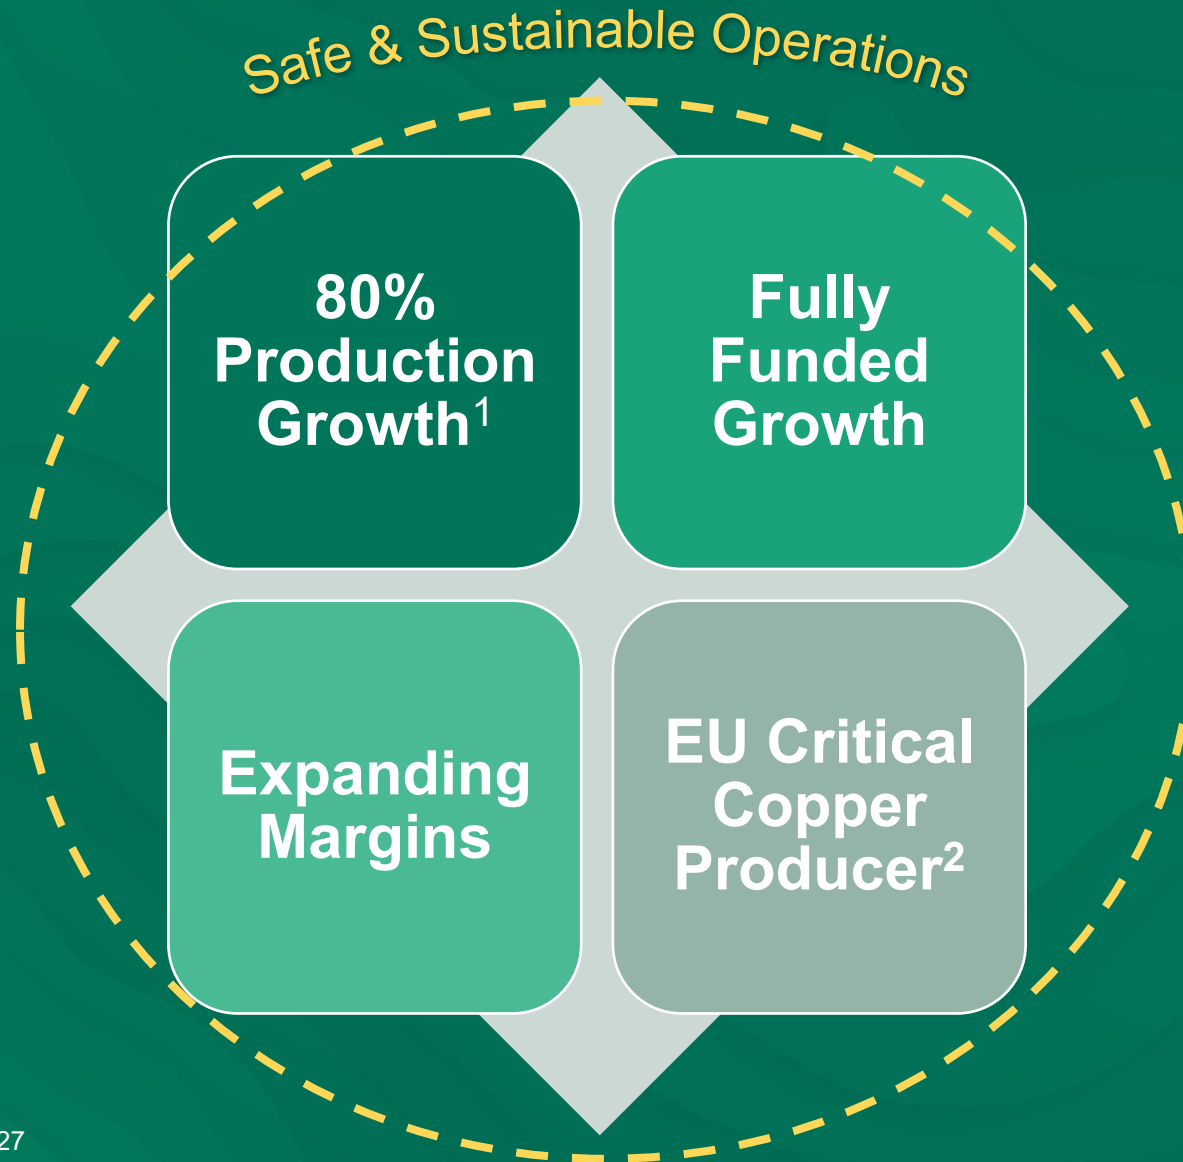 Safe & Sustainable Operations
80%
Production
Growth1
Fully
Funded
Growth
Expanding
Margins
EU Critical
Copper
Producer2
27